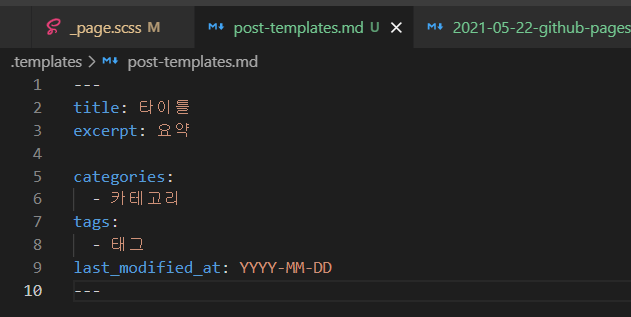 _page.scss M post-templates.md U 2021-05-22-github-pages
.templates > post-templates.md
1 ---
2 title: 타이틀
3 excerpt: 요약
4
5 categories:
6 - 카테고리
7 tags:
8 - 태그
9 last_modified_at: YYYY-MM-DD
10 ---